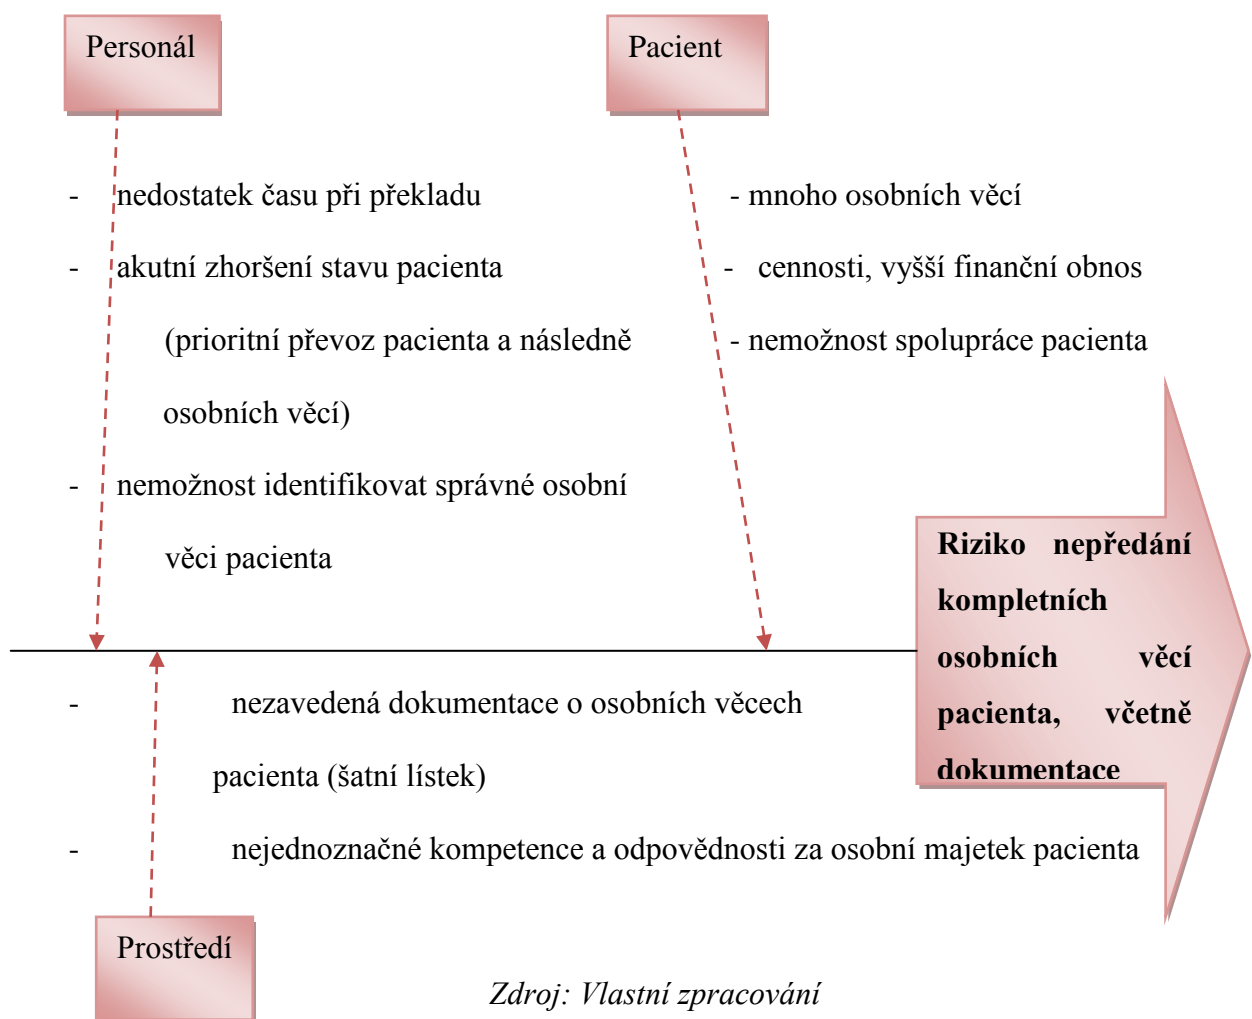 Personál
Pacient
- nedostatek času při překladu
- akutní zhoršení stavu pacienta
(prioritní převoz pacienta a následně
osobních věcí)
- nemožnost identifikovat správné osobní
věci pacienta
- mnoho osobních věcí
- cennosti, vyšší finanční obnos
- nemožnost spolupráce pacienta
Riziko nepředání
kompletních
osobních věcí
pacienta, včetně
dokumentace
- nezavedená dokumentace o osobních věcech
pacienta (šatní lístek)
- nejednoznačné kompetence a odpovědnosti za osobní majetek pacienta
Prostředí
Zdroj: Vlastní zpracování